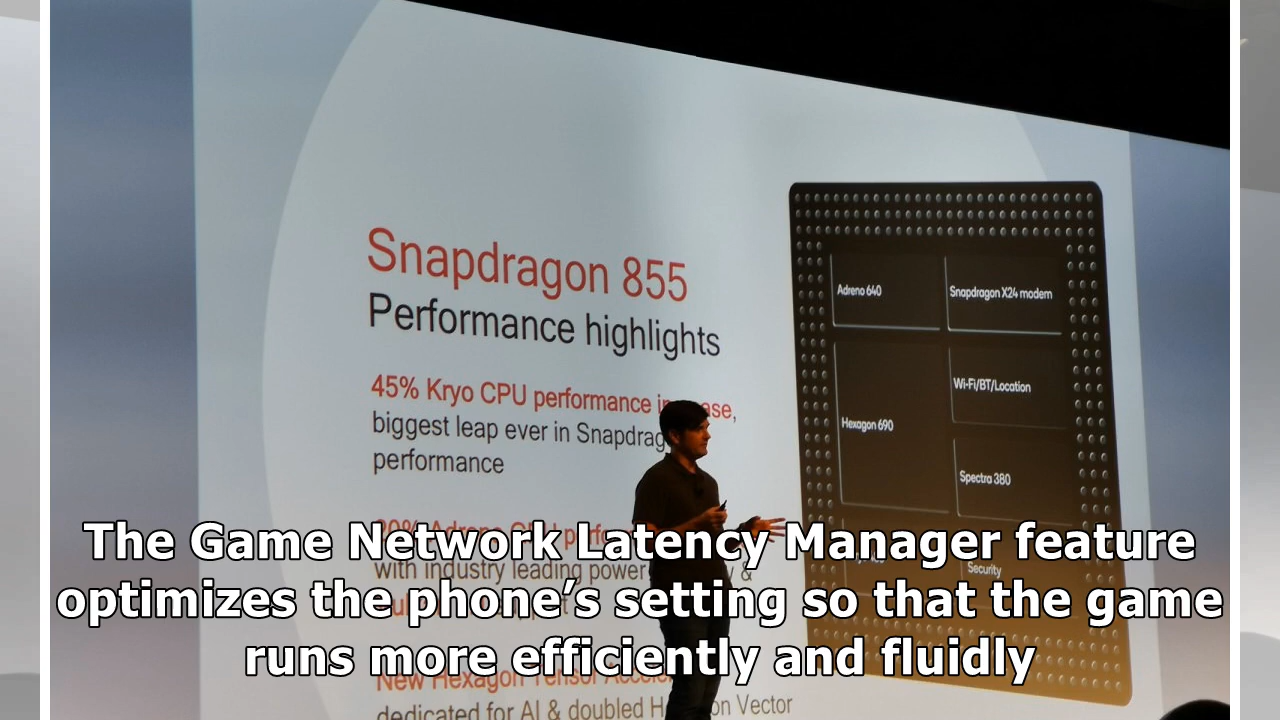 Snapdragon 855
Performance highlights
45% Kryo CPU performance
biggest leap ever in
performance
Adreno 640
Snapdragon X24 modem
Wi-Fi/BT/Location
Hexagon 690
Spectra 380
Security
with industry leading
&
New Hexagon Tensor
dedicated for AI & doubled Vector
The Game Network Latency Manager feature
optimizes the phone’s setting so that the game
runs more efficiently and fluidly